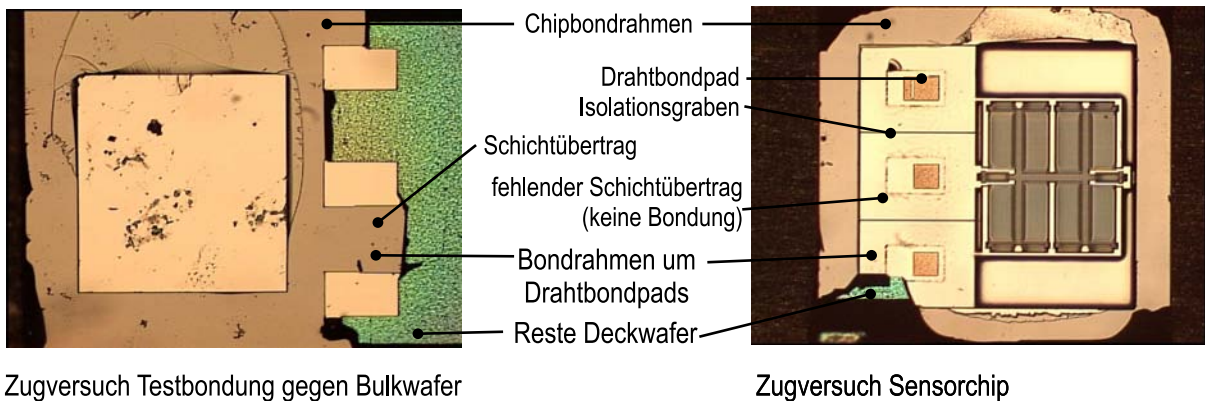 Chipbondrahmen
Drahtbondpad
Isolationsgraben
Schichtübertrag
fehlender Schichtübertrag
(keine Bondung)
Bondrahmen um
Drahtbondpads
Reste Deckwafer
Zugversuch Testbondung gegen Bulkwafer
Zugversuch Sensorchip